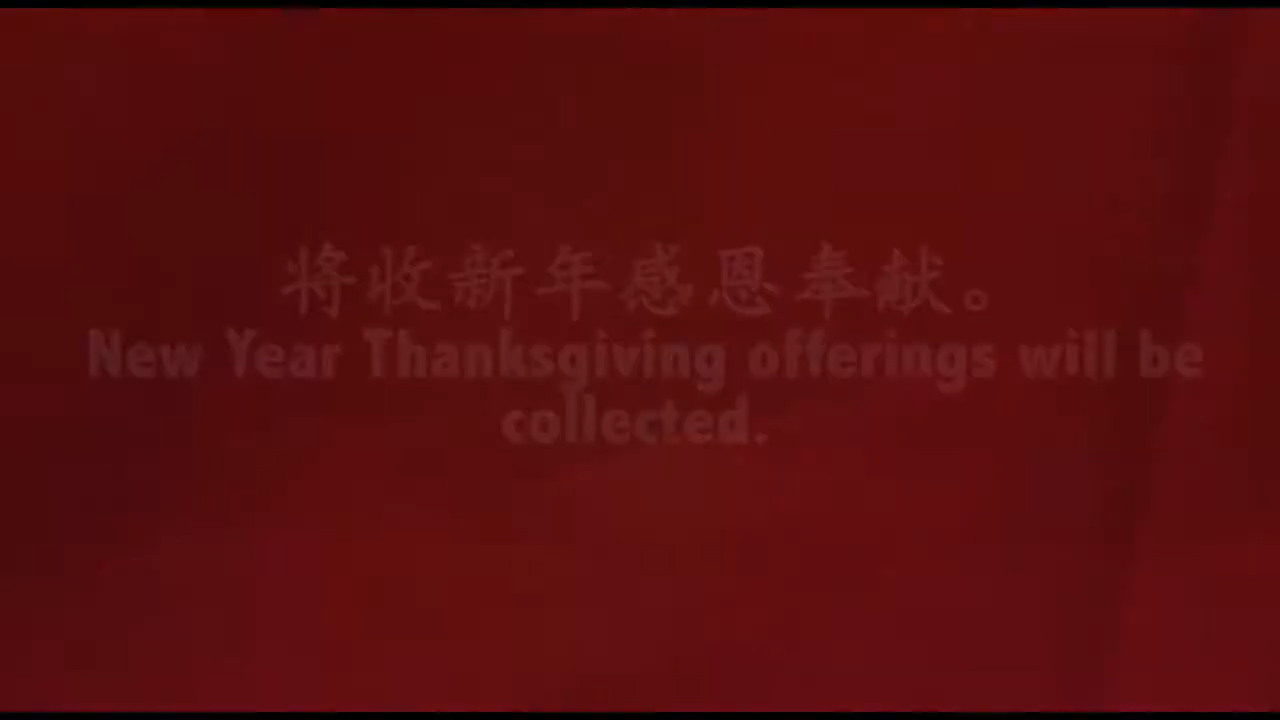 将收新年感恩奉献。
New Year Thanksgiving offerings will be
collected.